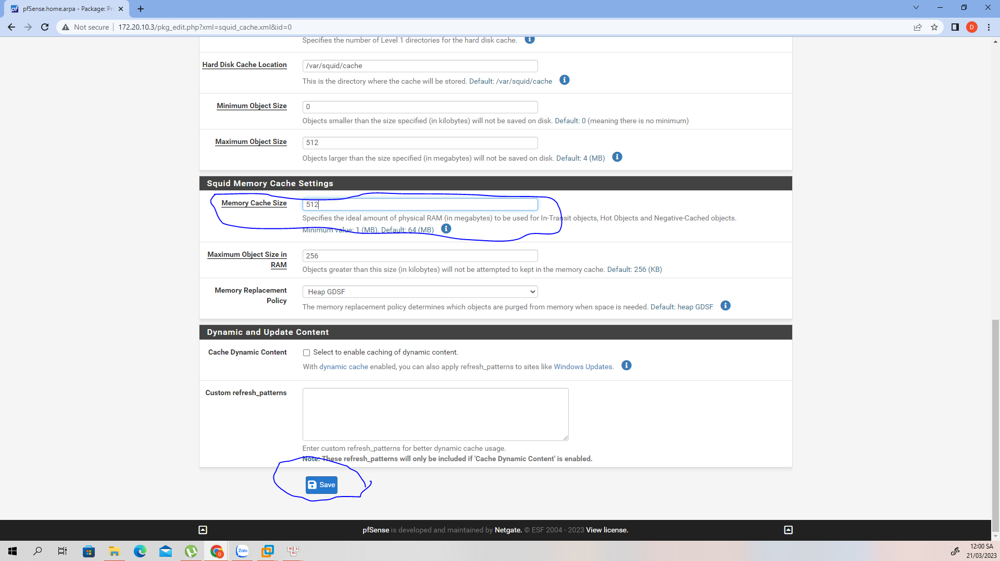 pfSense.home.arpa - Package: Pr
Not secure
172.20.10.3/pkg_edit.php?xml=squid_cache.xml&id=0
D
Specifies the number of Level 1 directories for the hard disk cache.
Hard Disk Cache Location
/var/squid/cache
This is the directory where the cache will be stored. Default: /var/squid/cache
Minimum Object Size
0
Objects smaller than the size specified (in kilobytes) will not be saved on disk. Default: 0 (meaning there is no minimum)
Maximum Object Size
512
Objects larger than the size specified (in megabytes) will not be saved on disk. Default: 4 (MB)
Squid Memory Cache Settings
Memory Cache Size
512
Specifies the ideal amount of physical RAM (in megabytes) to be used for In-Transit objects, Hot Objects and Negative-Cached objects.
Minimum value: 1 (MB). Default: 64 (MB)
Maximum Object Size in
RAM
256
Objects greater than this size (in kilobytes) will not be attempted to kept in the memory cache. Default: 256 (KB)
Memory Replacement
Policy
Heap GDSF
The memory replacement policy determines which objects are purged from memory when space is needed. Default: heap GDSF
Dynamic and Update Content
Cache Dynamic Content
Select to enable caching of dynamic content.
With dynamic cache enabled, you can also apply refresh_patterns to sites like Windows Updates.
Custom refresh_patterns
Enter custom refresh_patterns for better dynamic cache usage.
Note: These refresh_patterns will only be included if 'Cache Dynamic Content' is enabled.
Save
pfSense is developed and maintained by Netgate. © ESF 2004 - 2023 View license.
Zalo
12:00 SA
21/03/2023